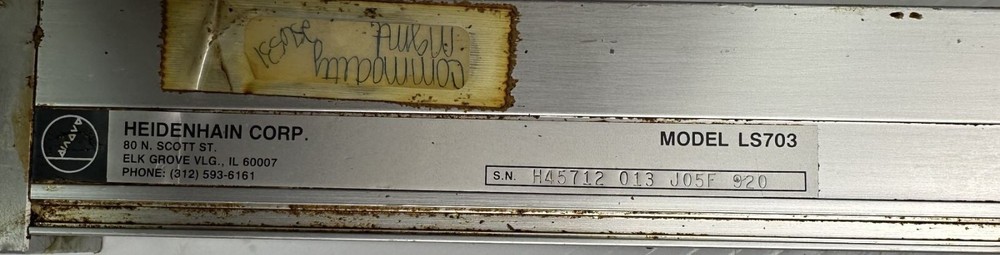 HEIDENHAIN CORP.
80 N. SCOTT ST.
ELK GROVE VLG., IL 60007
PHONE: (312) 593-6161
MODEL LS703
S.N. H45712 013 J05F 920